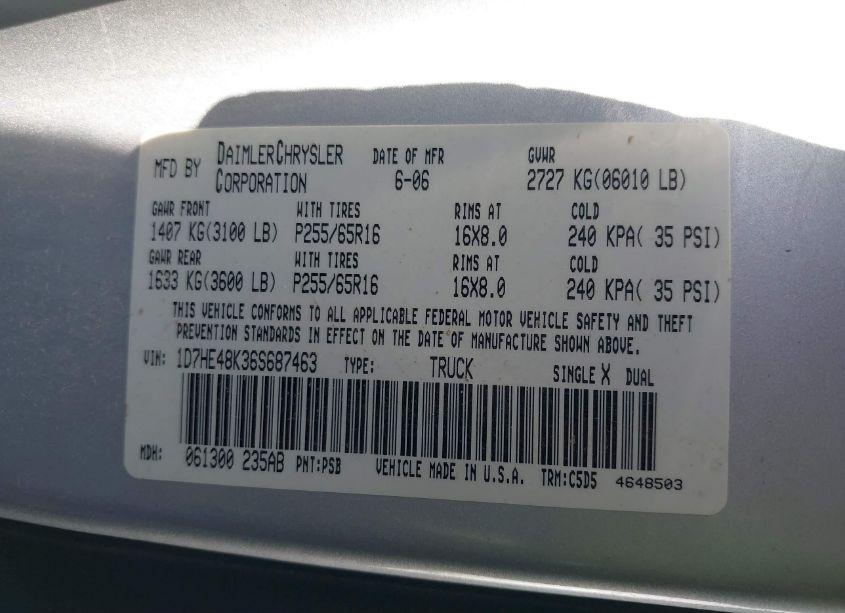 MFD BY DAIMLERCHRYSLER CORPORATION DATE OF MFR 6-06 GVWR 2727 KG(06010 LB)
GAWR FRONT WITH TIRES RIMS AT COLD
1407 KG(3100 LB) P255/65R16 16X8.0 240 KPA( 35 PSI)
GAWR REAR WITH TIRES RIMS AT COLD
1633 KG(3600 LB) P255/65R16 16X8.0 240 KPA( 35 PSI)
THIS VEHICLE CONFORMS TO ALL APPLICABLE FEDERAL MOTOR VEHICLE SAFETY AND THEFT
PREVENTION STANDARDS IN EFFECT ON THE DATE OF MANUFACTURE SHOWN ABOVE.
VIN: 1D7HE48K36S687463 TYPE: TRUCK SINGLE X DUAL
MDH: 061300 235AB PNT:PSB VEHICLE MADE IN U.S.A. TRM:C5D5 4648503